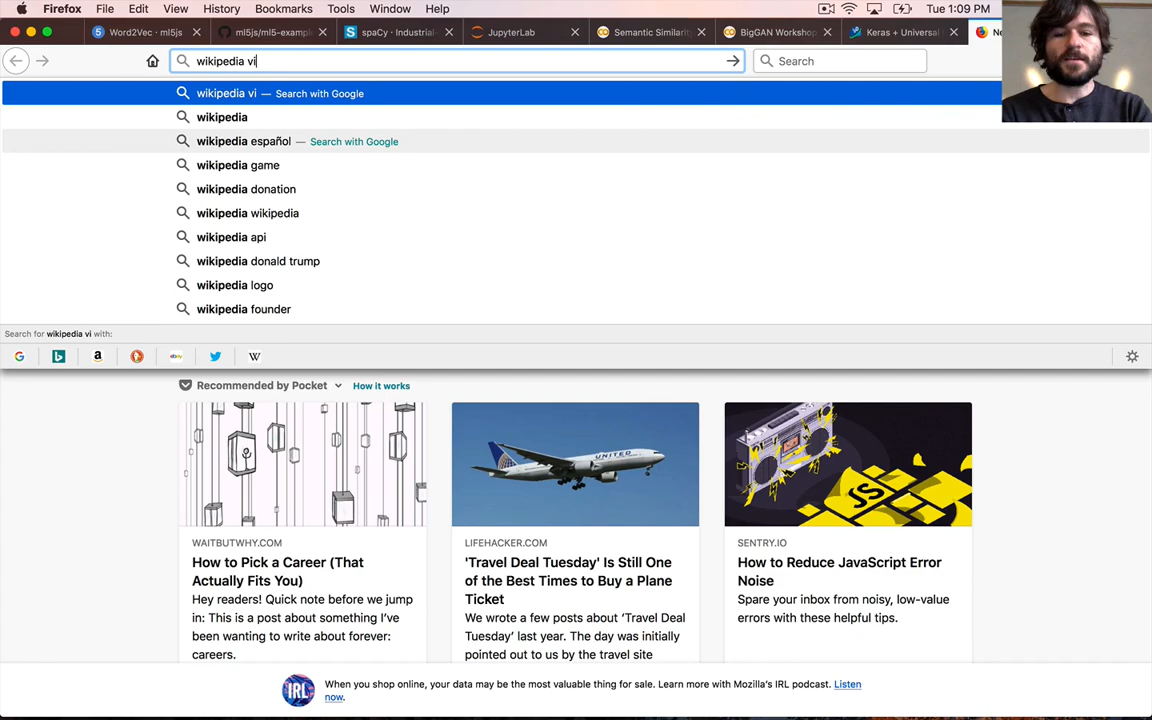 Firefox File Edit View History Bookmarks Tools Window Help Tue 1:09 PM
Word2Vec · ml5js
ml5js/ml5-example
spaCy · Industrial
JupyterLab
Semantic Similarit
BigGAN Workshop
Keras + Universal
wikipedia vi
Search
wikipedia vi — Search with Google
wikipedia
wikipedia español — Search with Google
wikipedia game
wikipedia donation
wikipedia wikipedia
wikipedia api
wikipedia donald trump
wikipedia logo
wikipedia founder
Search for wikipedia vi with:
Recommended by Pocket How it works
UNITED
JS
WAITBUTWHY.COM
How to Pick a Career (That
Actually Fits You)
Hey readers! Quick note before we jump
in: This is a post about something I've
been wanting to write about forever:
careers.
LIFEHACKER.COM
'Travel Deal Tuesday' Is Still One
of the Best Times to Buy a Plane
Ticket
We wrote a few posts about 'Travel Deal
Tuesday' last year. The day was initially
pointed out to us by the travel site
SENTRY.IO
How to Reduce JavaScript Error
Noise
Spare your inbox from noisy, low-value
errors with these helpful tips.
IRL
When you shop online, your data may be the most valuable thing for sale. Learn more with Mozilla's IRL podcast. Listen
now.